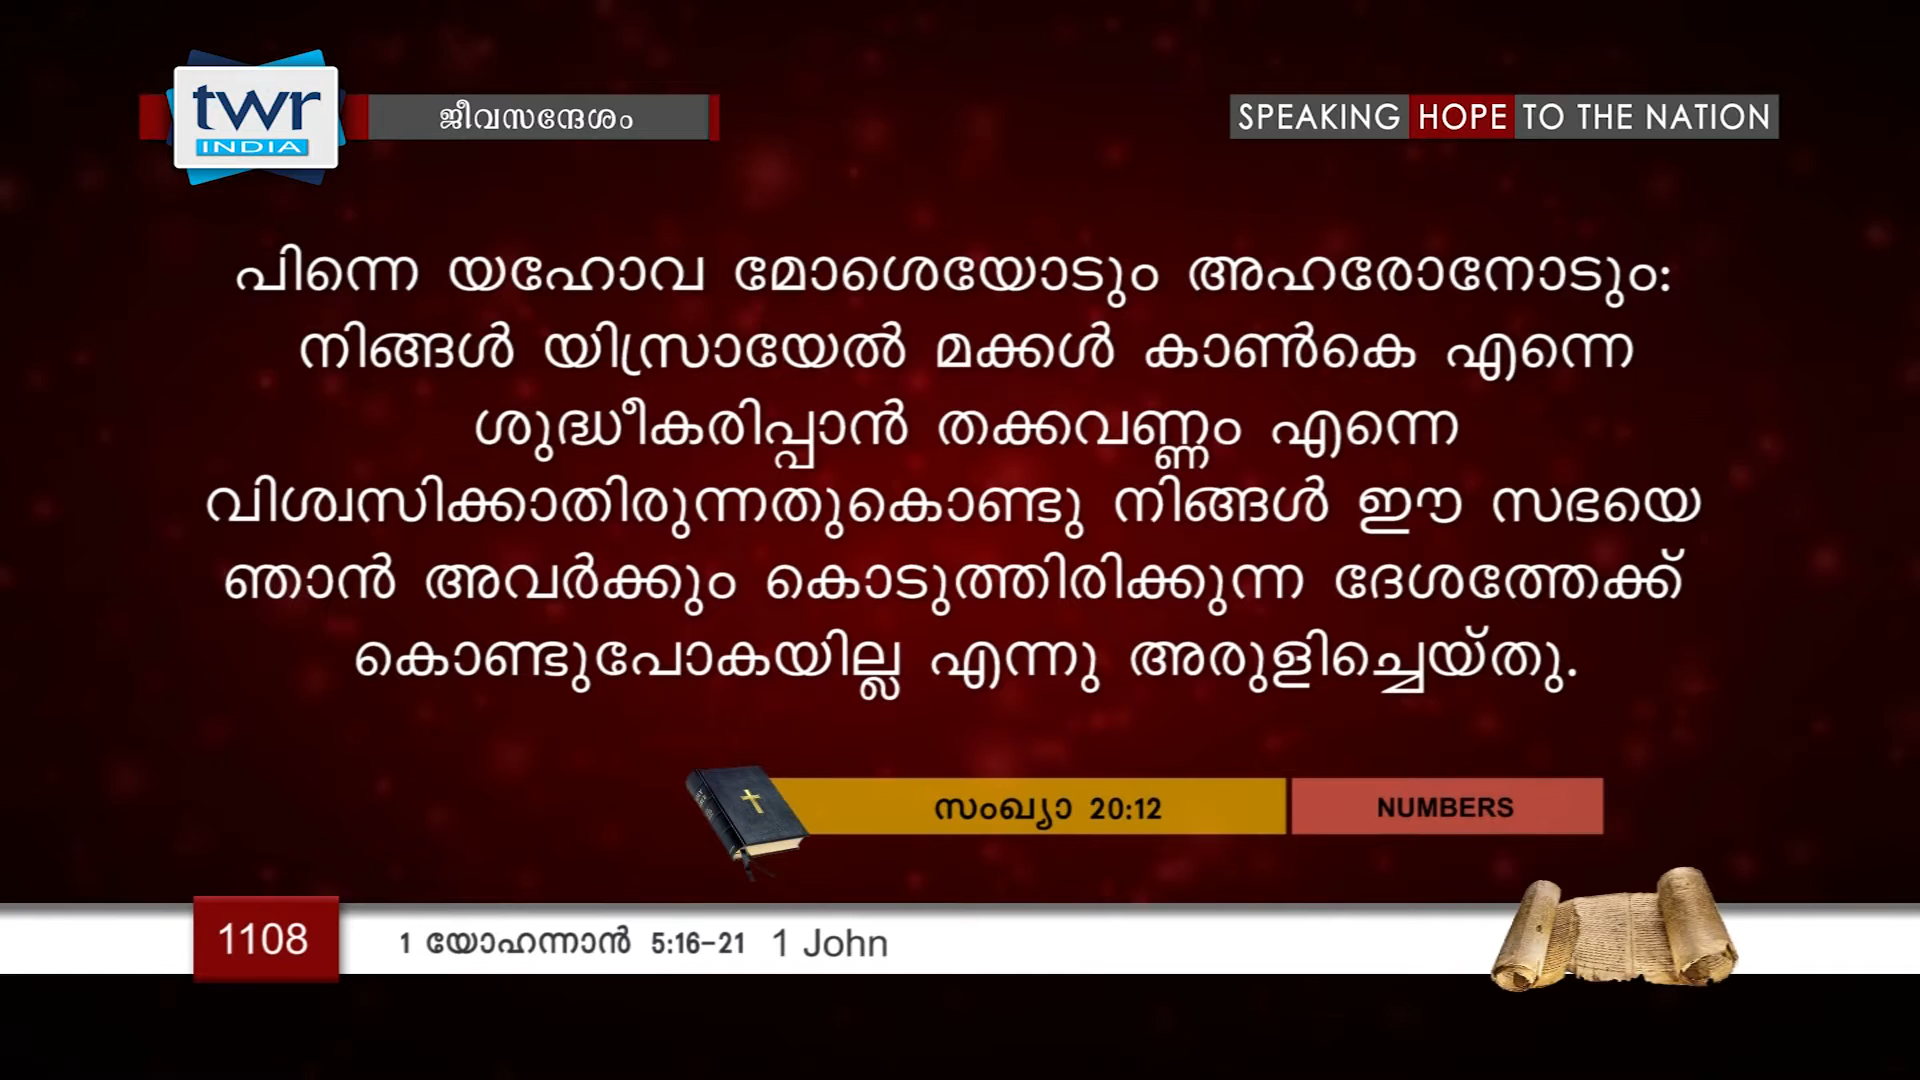 twr
INDIA
ജീവസന്ദേശം
SPEAKING HOPE TO THE NATION
പിന്നെ യഹോവ മോശെയോടും അഹരോനോടും:
നിങ്ങൾ യിസ്രായേൽ മക്കൾ കാൺകെ എന്നെ
ശുദ്ധീകരിപ്പാൻ തക്കവണ്ണം എന്നെ
വിശ്വസിക്കാതിരുന്നതുകൊണ്ടു നിങ്ങൾ ഈ സഭയെ
ഞാൻ അവർക്കും കൊടുത്തിരിക്കുന്ന ദേശത്തേക്ക്
കൊണ്ടുപോകയില്ല എന്നു അരുളിച്ചെയ്തു.
സംഖ്യാ 20:12
NUMBERS
1108
1 യോഹന്നാൻ 5:16-21 1 John